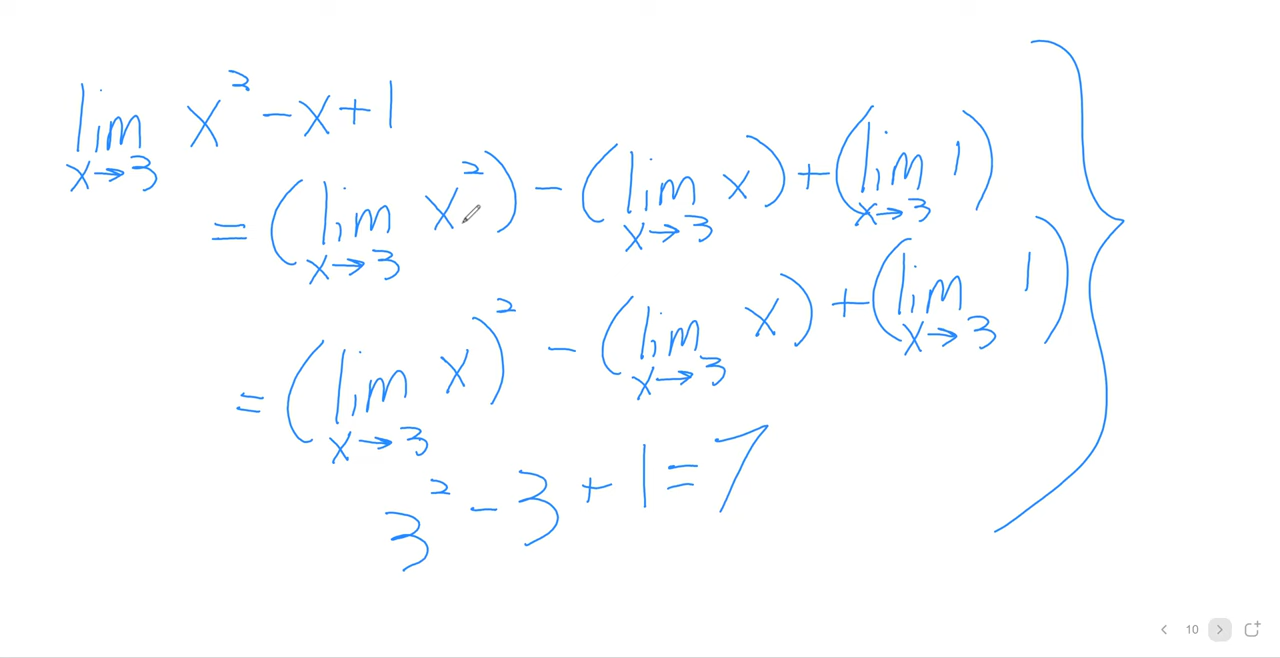 lim x→3 x² - x + 1
= (lim x→3 x²) - (lim x→3 x) + (lim x→3 1)
= (lim x→3 x)² - (lim x→3 x) + (lim x→3 1)
3² - 3 + 1 = 7
10